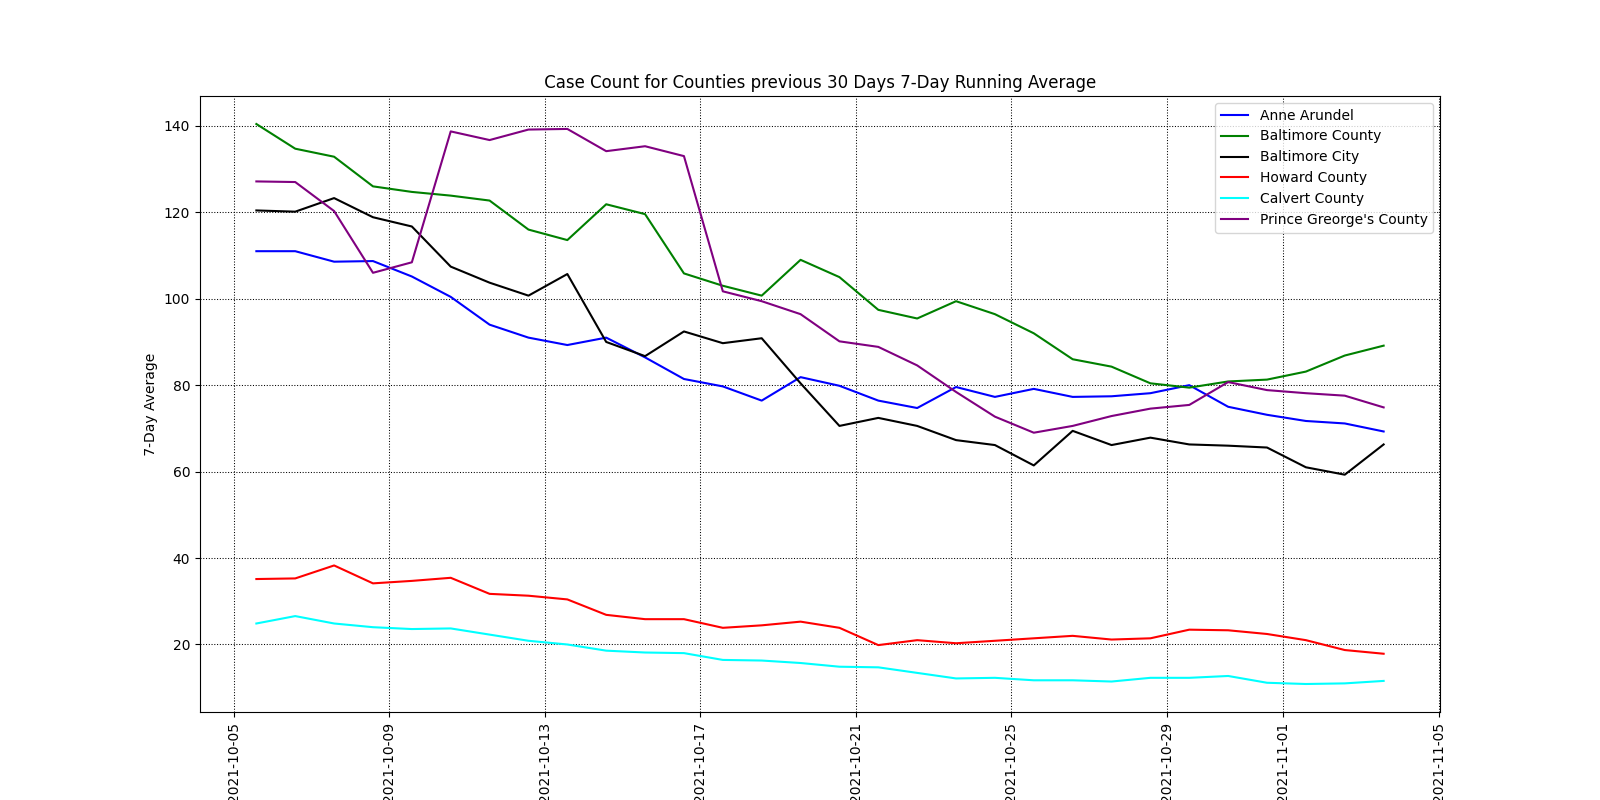 Case Count for Counties previous 30 Days 7-Day Running Average
Anne Arundel
Baltimore County
Baltimore City
Howard County
Calvert County
Prince Greorge's County
7-Day Average
140
120
100
80
60
40
20
2021-10-05
2021-10-09
2021-10-13
2021-10-17
2021-10-21
2021-10-25
2021-10-29
2021-11-01
2021-11-05